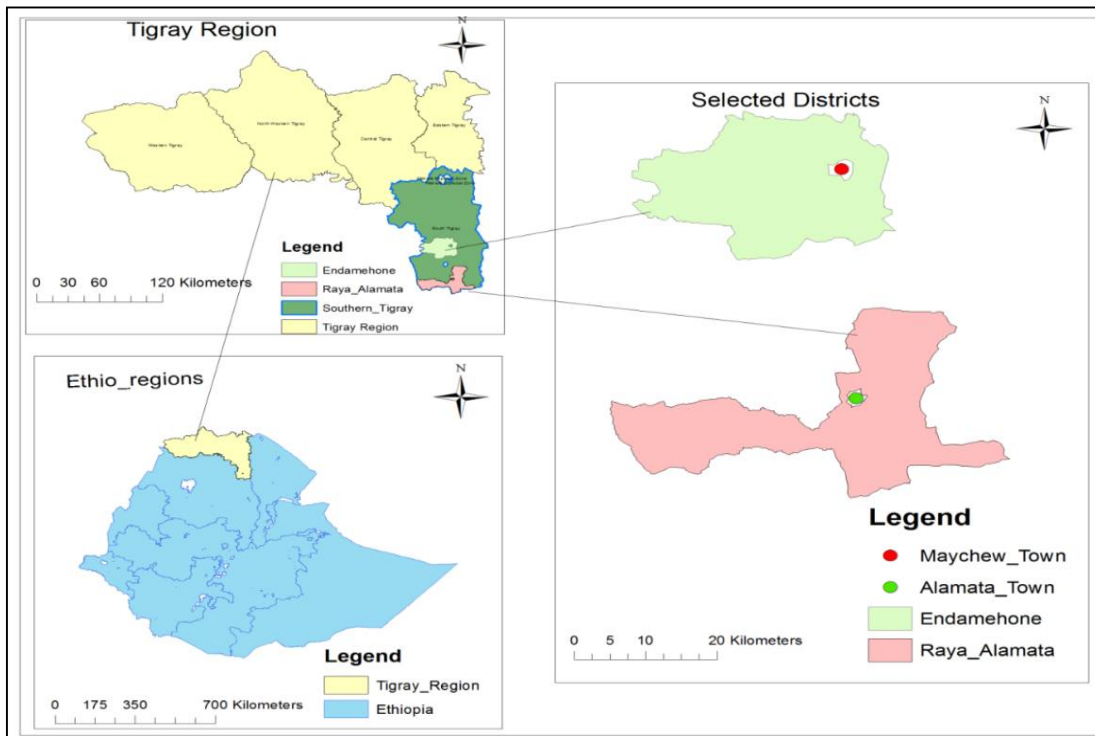 Tigray Region
N
North Western Tigray
Western Tigray
Central Tigray
Eastern Tigray
South Tigray
Legend
Endamehone
Raya_Alamata
Southern_Tigray
Tigray Region
0 30 60 120 Kilometers
Ethio_regions
N
Legend
Tigray_Region
Ethiopia
0 175 350 700 Kilometers
Selected Districts
N
Legend
Maychew_Town
Alamata_Town
Endamehone
Raya_Alamata
0 5 10 20 Kilometers